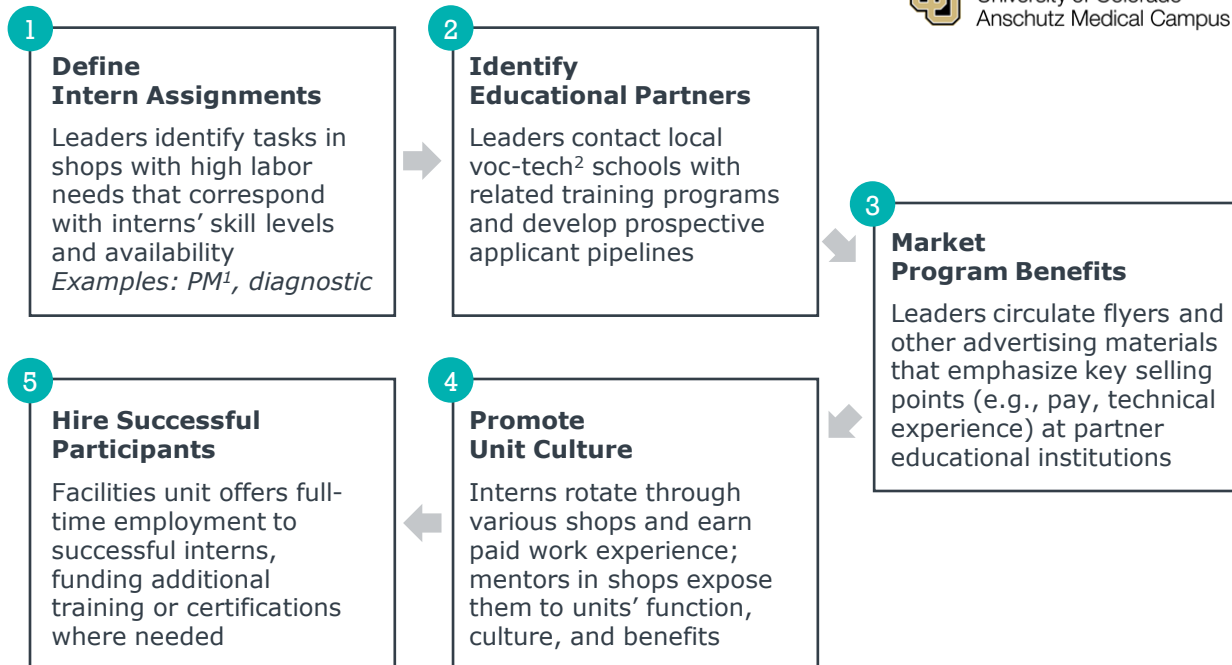 University of Colorado
Anschutz Medical Campus
1
Define
Intern Assignments
Leaders identify tasks in
shops with high labor
needs that correspond
with interns’ skill levels
and availability
Examples: PM¹, diagnostic
2
Identify
Educational Partners
Leaders contact local
voc-tech² schools with
related training programs
and develop prospective
applicant pipelines
3
Market
Program Benefits
Leaders circulate flyers and
other advertising materials
that emphasize key selling
points (e.g., pay, technical
experience) at partner
educational institutions
4
Promote
Unit Culture
Interns rotate through
various shops and earn
paid work experience;
mentors in shops expose
them to units’ function,
culture, and benefits
5
Hire Successful
Participants
Facilities unit offers full-
time employment to
successful interns,
funding additional
training or certifications
where needed